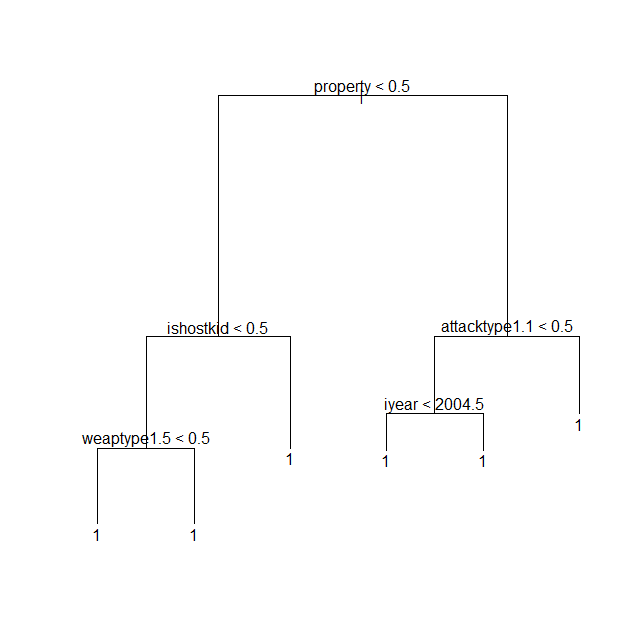 property < 0.5
ishostkid < 0.5
attacktype1.1 < 0.5
iyear < 2004.5
1
weaptype1.5 < 0.5
1
1
1
1
1